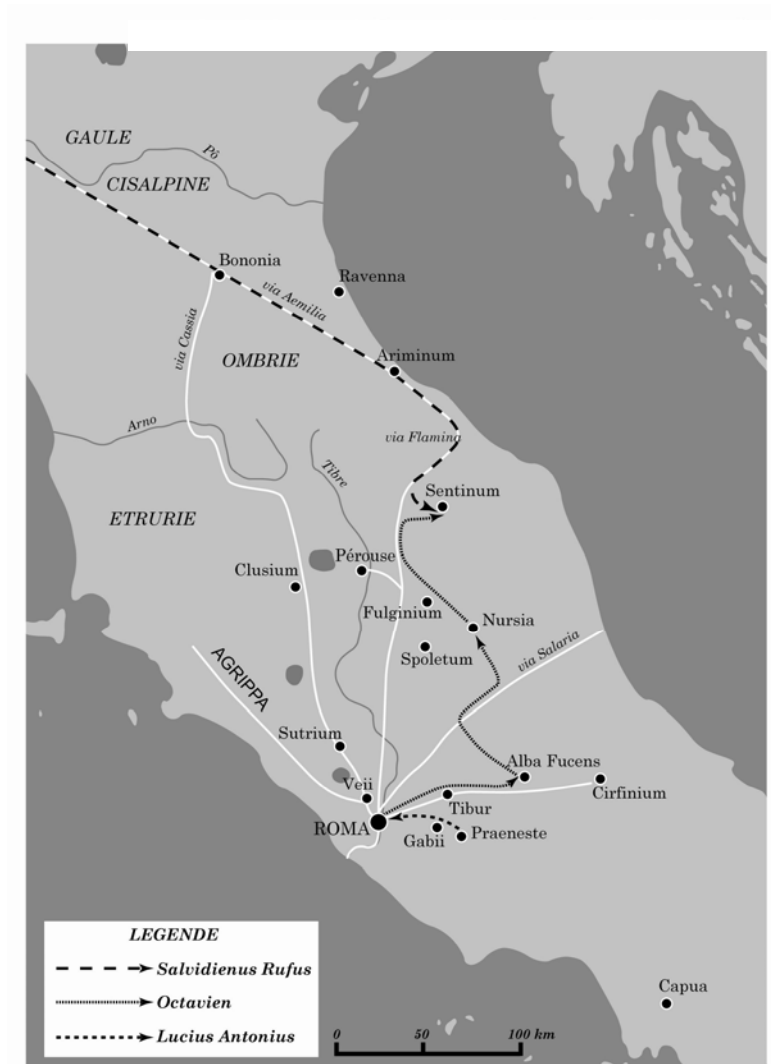 GAULE
Pô
CISALPINE
Bononia
Ravenna
via Aemilia
via Cassia
OMBRIE
Ariminum
Arno
via Flamina
Tibre
Sentinum
ETRURIE
Pérouse
Clusium
Fulginium
Nursia
Spoletum
via Salaria
AGRIPPA
Sutrium
Alba Fucens
Veii
Tibur
Cirfinium
ROMA
Gabii
Praeneste
LEGENDE
Salvidienus Rufus
Octavien
Lucius Antonius
Capua
0 50 100 km